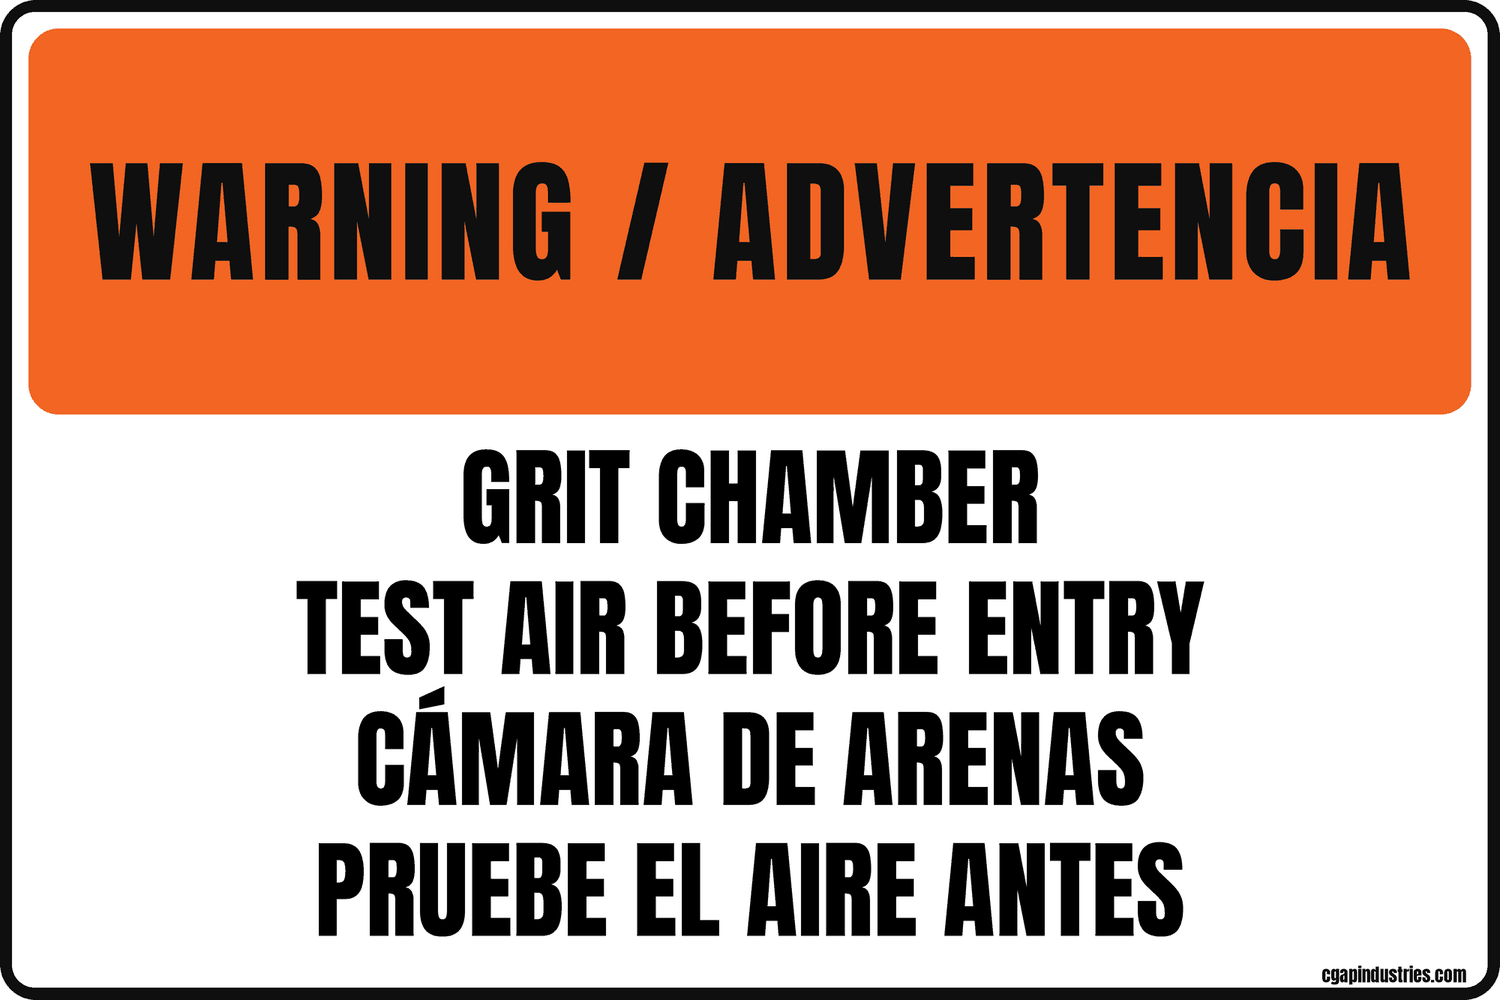 WARNING / ADVERTENCIA
GRIT CHAMBER
TEST AIR BEFORE ENTRY
CÁMARA DE ARENAS
PRUEBE EL AIRE ANTES
cgapindustries.com